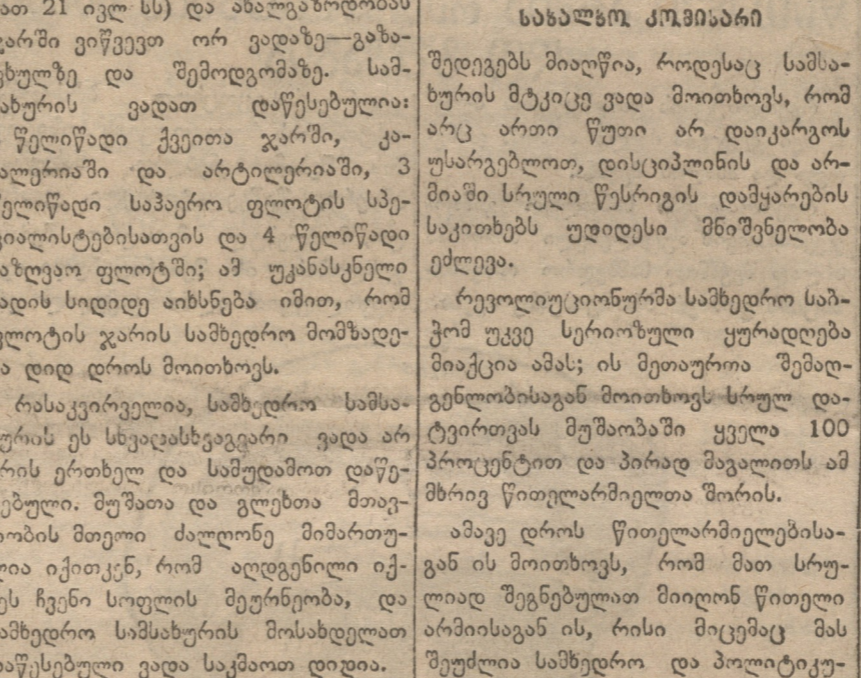 ათ 21 ივლ სს) და ახალგაზრდობას
ჯარში ვიწვევთ ორ ვადაზე—გაზა-
ფხულზე და შემოდგომაზე. სამ-
სახურის ვადათ დაწესებულია:
წელიწადი ქვეითა ჯარში, კა-
ვალერიაში და არტილერიაში, 3
წელიწადი საჰაერო ფლოტის სპე-
ციალისტებისათვის და 4 წელიწადი
საზღვაო ფლოტში; ამ უკანასკნელი
ვადის სიდიდე აიხსნება იმით, რომ
ფლოტის ჯარის სამხედრო მომზადე-
ბა დიდ დროს მოითხოვს.
რასაკვირველია, სამხედრო სამსა-
ხურის ეს სხვადასხვაგვარი ვადა არ
არის ერთხელ და სამუდამოთ დაწე-
სებული. მუშათა და გლეხთა მთავ-
რობის მთელი ძალღონე მიმართუ-
ლია იქითკენ, რომ აღდგენილი იქ-
ნეს ჩვენი სოფლის მეურნეობა, და
სამხედრო სამსახურის მოსახდელათ
დაწესებული ვადა საკმაოთ დიდია.
სახალხო კომისარი
შედეგებს მიაღწია, როდესაც სამსა-
ხურის მტკიცე ვადა მოითხოვს, რომ
არც ართი წუთი არ დაიკარგოს
უსარგებლოთ, დისციპლინის და არ-
მიაში სრული წესრიგის დამყარების
საკითხებს უდიდესი მნიშვნელობა
ეძლევა.
რევოლიუციონურმა სამხედრო საბ-
ჭომ უკვე სერიოზული ყურადღება
მიაქცია ამას; ის მეთაურთა შემად-
გენლობისაგან მოითხოვს სრულ და-
ტვირთვას მუშაობაში ყველა 100
პროცენტით და პირად მაგალითს ამ
მხრივ წითელარმიელთა შორის.
ამავე დროს წითელარმიელებისა-
გან ის მოითხოვს, რომ მათ სრუ-
ლიად შეგნებულათ მიიღონ წითელი
არმიისაგან ის, რისი მიცემაც მას
შეუძლია სამხედრო და პოლიტიკუ-